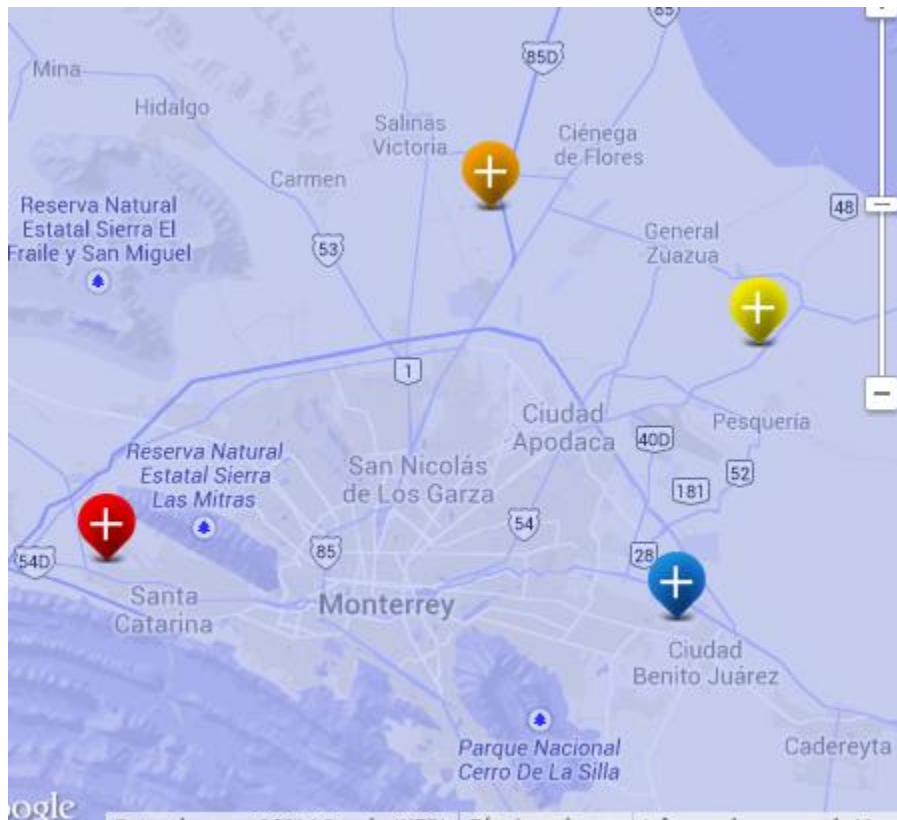 85
85D
Mina
Hidalgo
Salinas
Victoria
Ciénega
de Flores
Carmen
Reserva Natural
Estatal Sierra El
Fraile y San Miguel
48
General
Zuazua
53
1
Ciudad
Apodaca
Pesquería
40D
Reserva Natural
Estatal Sierra
Las Mitras
San Nicolás
de Los Garza
52
181
54
85
28
54D
Santa
Catarina
Monterrey
Ciudad
Benito Juárez
Parque Nacional
Cerro De La Silla
Cadereyta
oogle